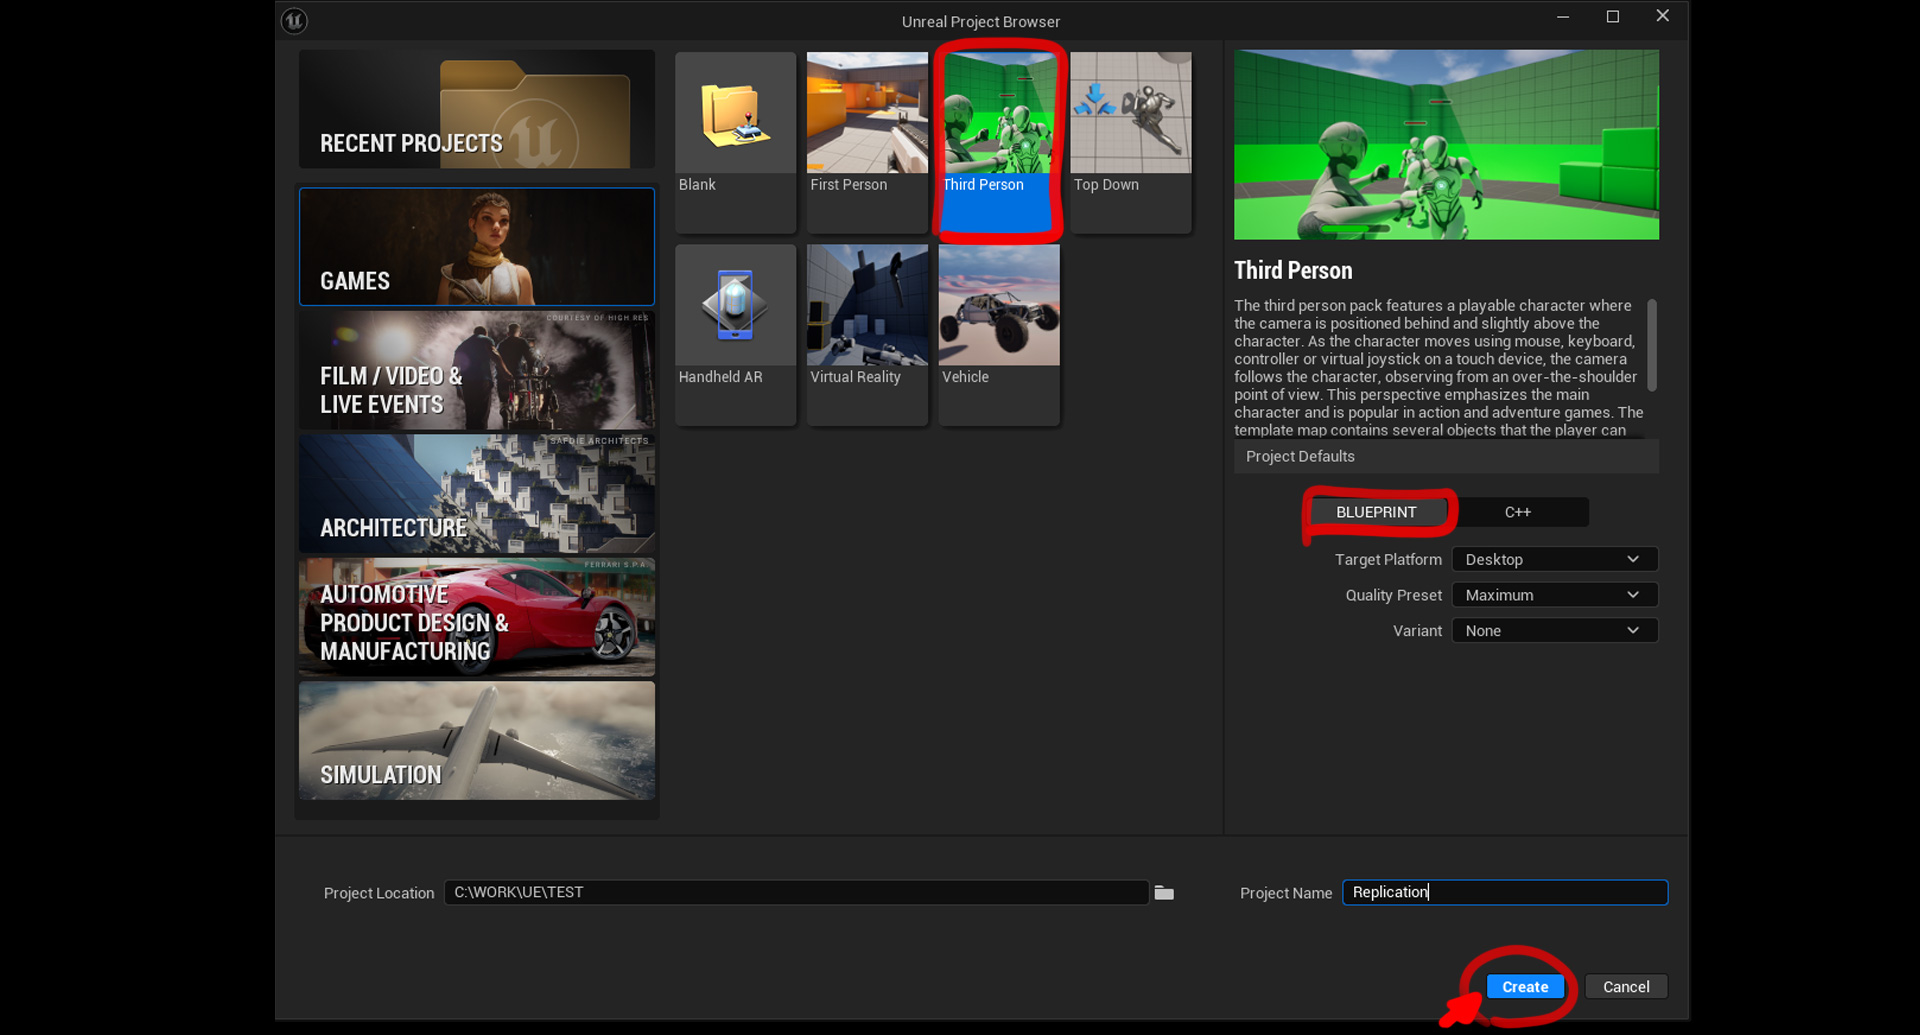 Unreal Project Browser
RECENT PROJECTS
GAMES
COURTESY OF HIGH RES
FILM / VIDEO &
LIVE EVENTS
SAFDIE ARCHITECTS
ARCHITECTURE
FERRARI S.P.A.
AUTOMOTIVE
PRODUCT DESIGN &
MANUFACTURING
SIMULATION
Blank
First Person
Third Person
Top Down
Handheld AR
Virtual Reality
Vehicle
Third Person
The third person pack features a playable character where
the camera is positioned behind and slightly above the
character. As the character moves using mouse, keyboard,
controller or virtual joystick on a touch device, the camera
follows the character, observing from an over-the-shoulder
point of view. This perspective emphasizes the main
character and is popular in action and adventure games. The
template map contains several objects that the player can
Project Defaults
BLUEPRINT
C++
Target Platform
Desktop
Quality Preset
Maximum
Variant
None
Project Location
C:\WORK\UE\TEST
Project Name
Replication
Create
Cancel